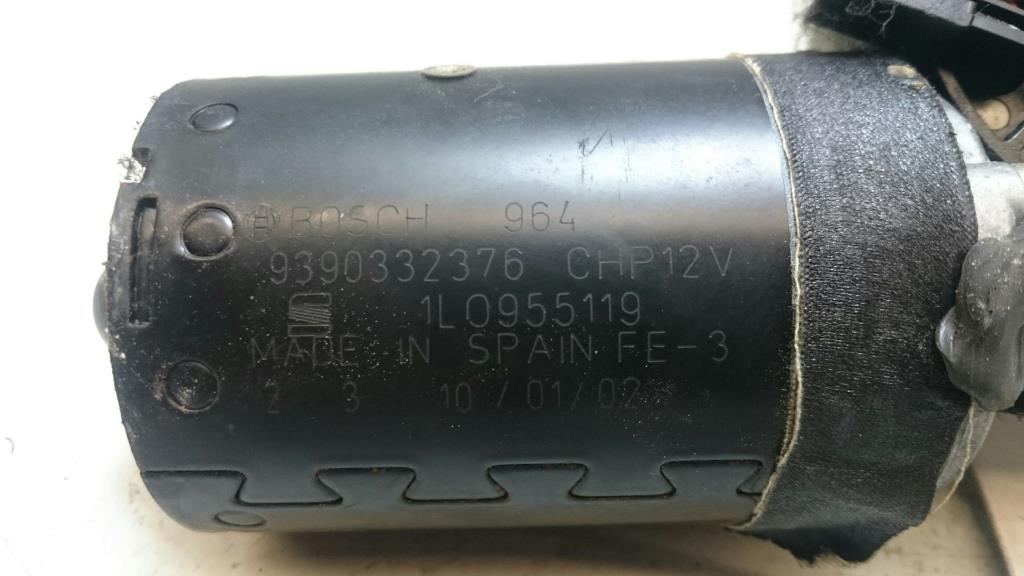 BOSCH 964
9390332376 CHP12V
1L0955119
MADE IN SPAIN FE-3
2 3 10/01/02